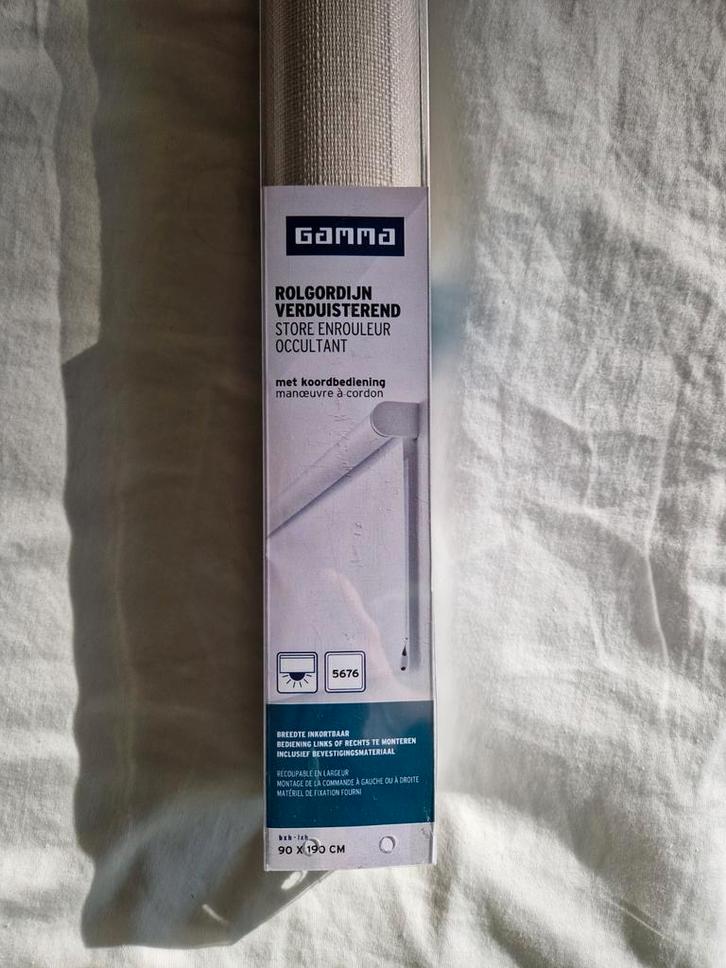 GAMMA
ROLGORDIJN
VERDUISTEREND
STORE ENROULEUR
OCCULTANT
met koordbediening
manœuvre à cordon
5676
BREEDTE INKORTBAAR
BEDIENING LINKS OF RECHTS TE MONTEREN
INCLUSIEF BEVESTIGINGSMATERIAAL
RECOUPABLE EN LARGEUR
MONTAGE DE LA COMMANDE À GAUCHE OU À DROITE
MATÉRIEL DE FIXATION FOURNI
bxh - lxh
90 X 190 CM